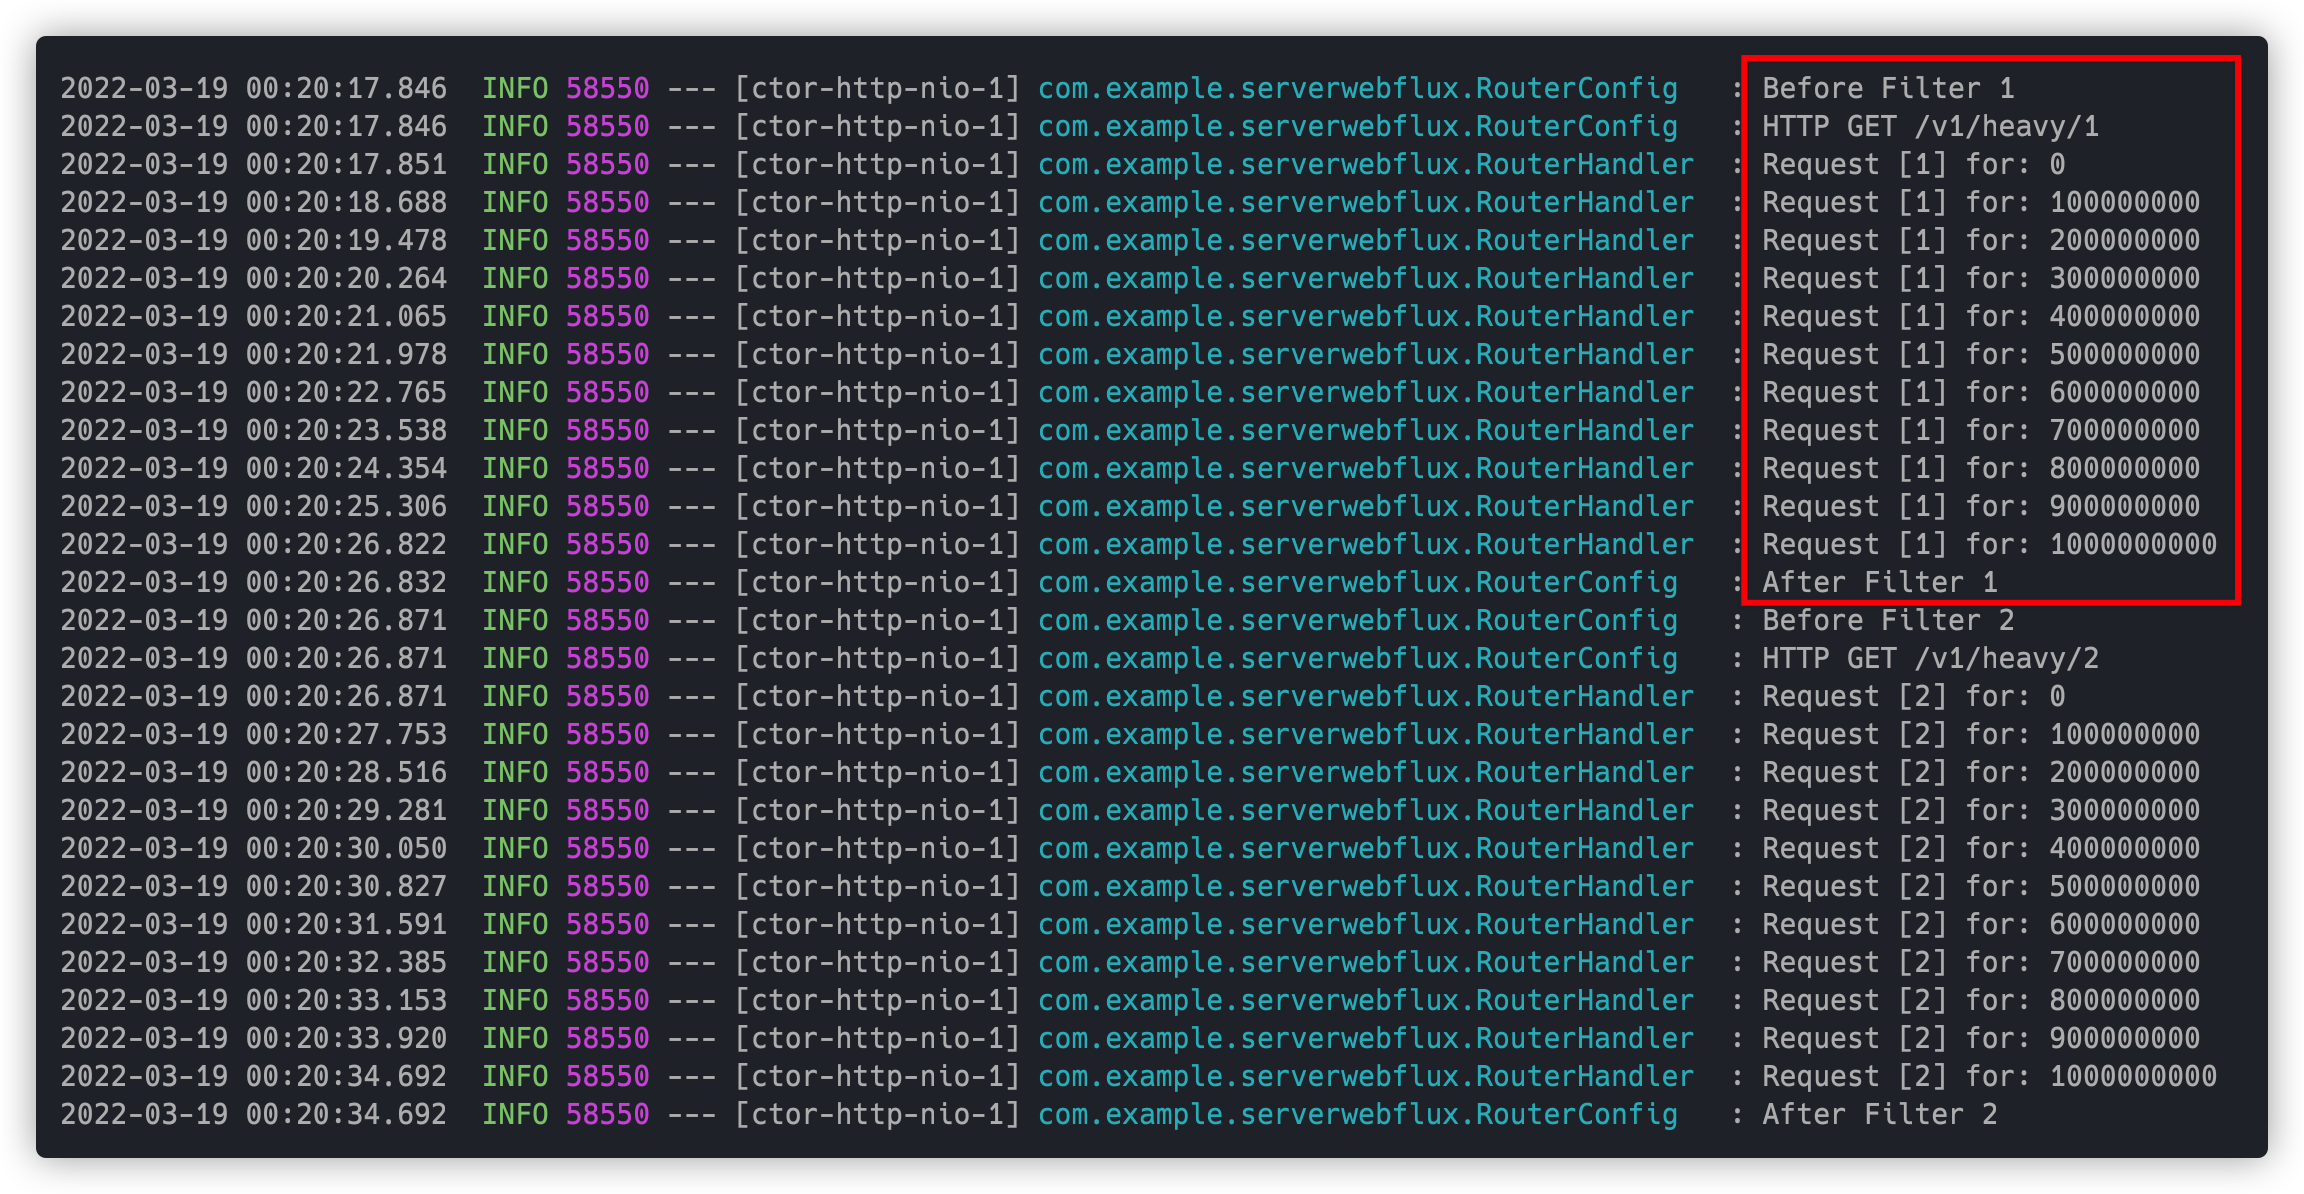 2022-03-19 00:20:17.846  INFO 58550 --- [ctor-http-nio-1] com.example.serverwebflux.RouterConfig   : Before Filter 1
2022-03-19 00:20:17.846  INFO 58550 --- [ctor-http-nio-1] com.example.serverwebflux.RouterConfig   : HTTP GET /v1/heavy/1
2022-03-19 00:20:17.851  INFO 58550 --- [ctor-http-nio-1] com.example.serverwebflux.RouterHandler  : Request [1] for: 0
2022-03-19 00:20:18.688  INFO 58550 --- [ctor-http-nio-1] com.example.serverwebflux.RouterHandler  : Request [1] for: 100000000
2022-03-19 00:20:19.478  INFO 58550 --- [ctor-http-nio-1] com.example.serverwebflux.RouterHandler  : Request [1] for: 200000000
2022-03-19 00:20:20.264  INFO 58550 --- [ctor-http-nio-1] com.example.serverwebflux.RouterHandler  : Request [1] for: 300000000
2022-03-19 00:20:21.065  INFO 58550 --- [ctor-http-nio-1] com.example.serverwebflux.RouterHandler  : Request [1] for: 400000000
2022-03-19 00:20:21.978  INFO 58550 --- [ctor-http-nio-1] com.example.serverwebflux.RouterHandler  : Request [1] for: 500000000
2022-03-19 00:20:22.765  INFO 58550 --- [ctor-http-nio-1] com.example.serverwebflux.RouterHandler  : Request [1] for: 600000000
2022-03-19 00:20:23.538  INFO 58550 --- [ctor-http-nio-1] com.example.serverwebflux.RouterHandler  : Request [1] for: 700000000
2022-03-19 00:20:24.354  INFO 58550 --- [ctor-http-nio-1] com.example.serverwebflux.RouterHandler  : Request [1] for: 800000000
2022-03-19 00:20:25.306  INFO 58550 --- [ctor-http-nio-1] com.example.serverwebflux.RouterHandler  : Request [1] for: 900000000
2022-03-19 00:20:26.822  INFO 58550 --- [ctor-http-nio-1] com.example.serverwebflux.RouterHandler  : Request [1] for: 1000000000
2022-03-19 00:20:26.832  INFO 58550 --- [ctor-http-nio-1] com.example.serverwebflux.RouterConfig   : After Filter 1
2022-03-19 00:20:26.871  INFO 58550 --- [ctor-http-nio-1] com.example.serverwebflux.RouterConfig   : Before Filter 2
2022-03-19 00:20:26.871  INFO 58550 --- [ctor-http-nio-1] com.example.serverwebflux.RouterConfig   : HTTP GET /v1/heavy/2
2022-03-19 00:20:26.871  INFO 58550 --- [ctor-http-nio-1] com.example.serverwebflux.RouterHandler  : Request [2] for: 0
2022-03-19 00:20:27.753  INFO 58550 --- [ctor-http-nio-1] com.example.serverwebflux.RouterHandler  : Request [2] for: 100000000
2022-03-19 00:20:28.516  INFO 58550 --- [ctor-http-nio-1] com.example.serverwebflux.RouterHandler  : Request [2] for: 200000000
2022-03-19 00:20:29.281  INFO 58550 --- [ctor-http-nio-1] com.example.serverwebflux.RouterHandler  : Request [2] for: 300000000
2022-03-19 00:20:30.050  INFO 58550 --- [ctor-http-nio-1] com.example.serverwebflux.RouterHandler  : Request [2] for: 400000000
2022-03-19 00:20:30.827  INFO 58550 --- [ctor-http-nio-1] com.example.serverwebflux.RouterHandler  : Request [2] for: 500000000
2022-03-19 00:20:31.591  INFO 58550 --- [ctor-http-nio-1] com.example.serverwebflux.RouterHandler  : Request [2] for: 600000000
2022-03-19 00:20:32.385  INFO 58550 --- [ctor-http-nio-1] com.example.serverwebflux.RouterHandler  : Request [2] for: 700000000
2022-03-19 00:20:33.153  INFO 58550 --- [ctor-http-nio-1] com.example.serverwebflux.RouterHandler  : Request [2] for: 800000000
2022-03-19 00:20:33.920  INFO 58550 --- [ctor-http-nio-1] com.example.serverwebflux.RouterHandler  : Request [2] for: 900000000
2022-03-19 00:20:34.692  INFO 58550 --- [ctor-http-nio-1] com.example.serverwebflux.RouterHandler  : Request [2] for: 1000000000
2022-03-19 00:20:34.692  INFO 58550 --- [ctor-http-nio-1] com.example.serverwebflux.RouterConfig   : After Filter 2